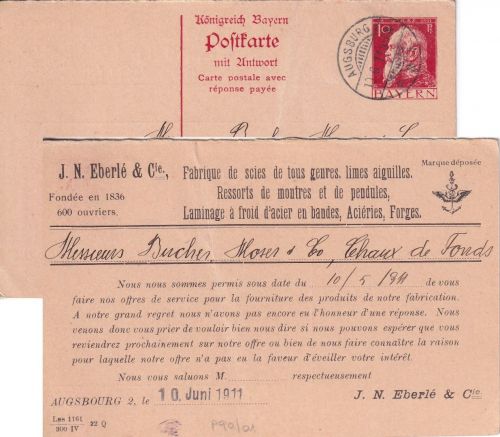 Königreich Bayern
Postkarte
mit Antwort
Carte postale avec
réponse payée
AUGSBURG
BAYERN
J. N. Eberlé & Cie.,
Fondée en 1836
600 ouvriers.
Fabrique de scies de tous genres, limes aiguilles.
Ressorts de montres et de pendules,
Laminage à froid d'acier en bandes, Aciéries, Forges.
Marque déposée
Messieurs Bucher Moser & Co, Chaux de Fonds
Nous nous sommes permis sous date du 10/5/1911 de vous
faire nos offres de service pour la fourniture des produits de notre fabrication.
A notre grand regret nous n'avons pas encore eu l'honneur d'une réponse. Nous
venons donc vous prier de vouloir bien nous dire si nous pouvons espérer que vous
reviendrez prochainement sur notre offre ou bien de nous faire connaître la raison
pour laquelle notre offre n'a pas eu la faveur d'éveiller votre intérêt.
Nous vous saluons M. respectueusement
AUGSBOURG 2, le 10. Juni 1911
J. N. Eberlé & Cie.
1161
300 IV 22 Q
P90/01